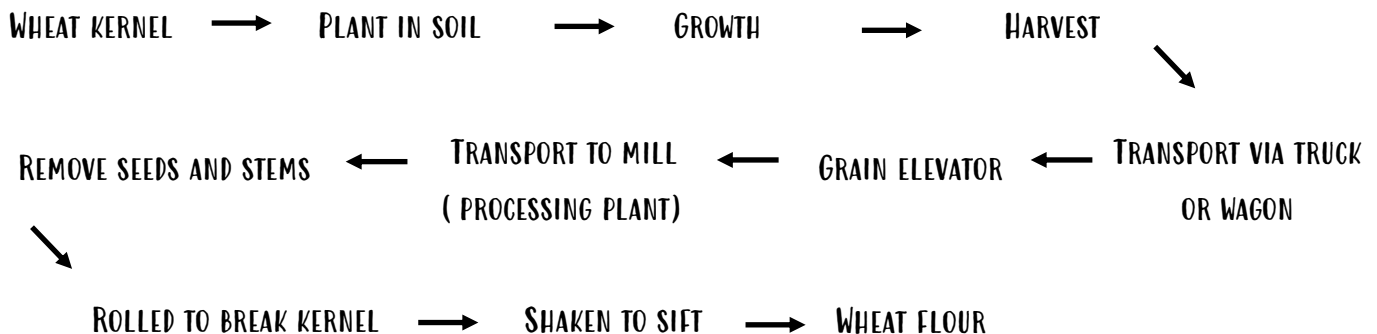 WHEAT KERNEL PLANT IN SOIL GROWTH HARVEST
TRANSPORT VIA TRUCK
OR WAGON
GRAIN ELEVATOR
TRANSPORT TO MILL
( PROCESSING PLANT)
REMOVE SEEDS AND STEMS
ROLLED TO BREAK KERNEL SHAKEN TO SIFT WHEAT FLOUR